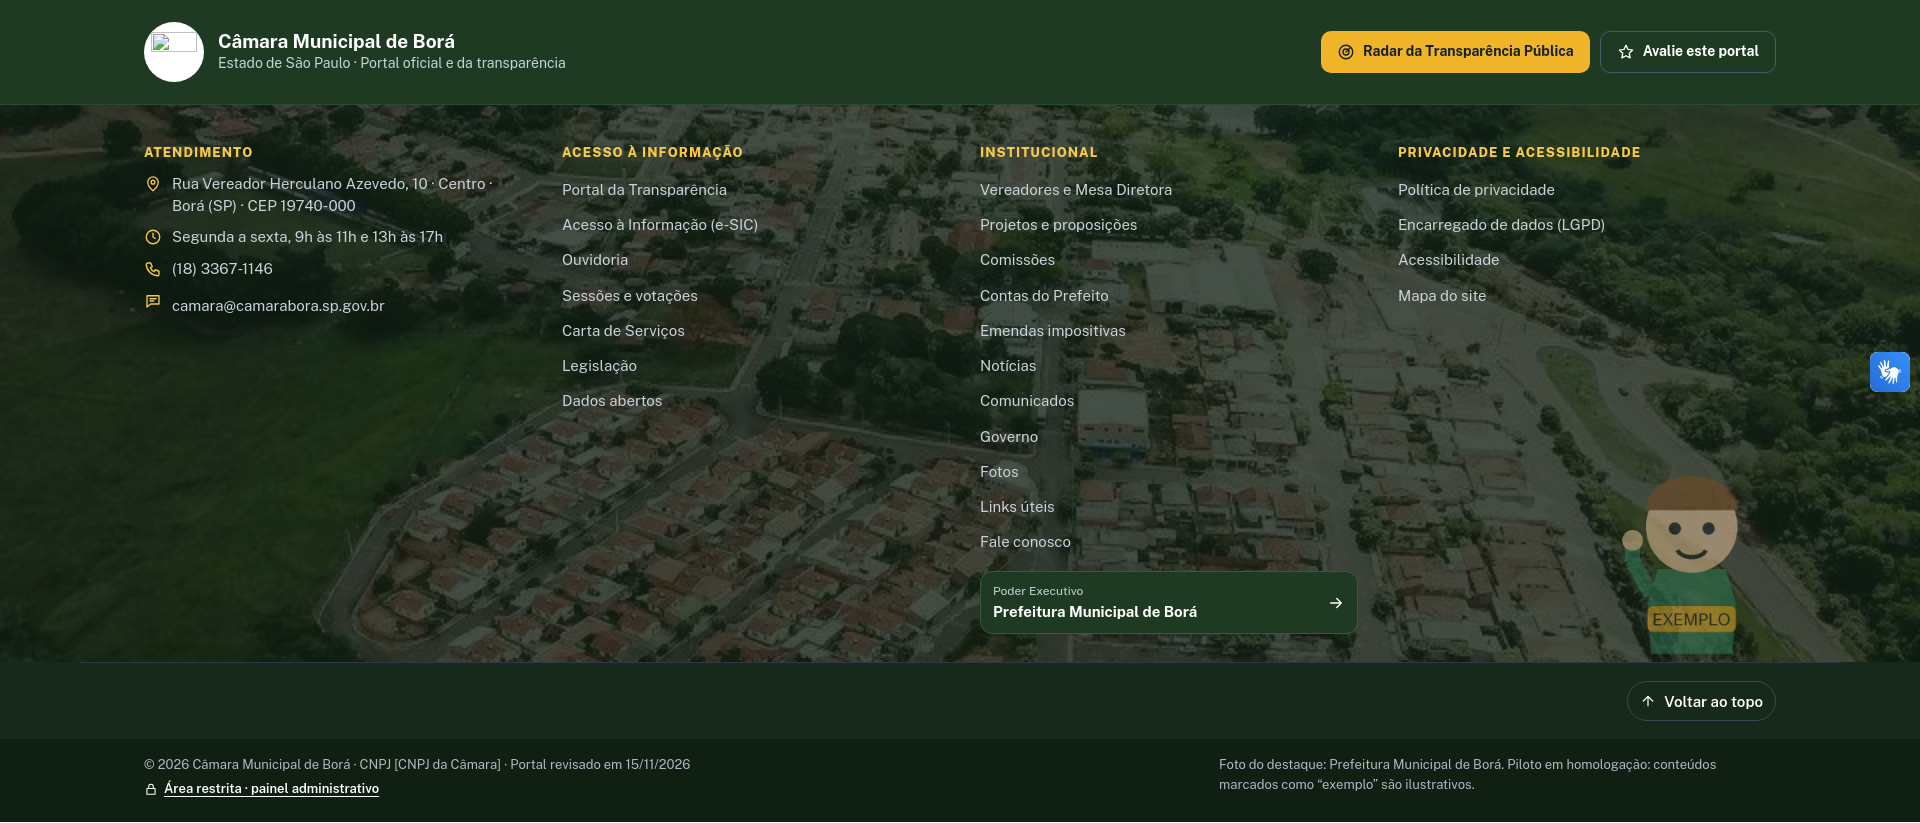 Câmara Municipal de Borá
Estado de São Paulo · Portal oficial e da transparência
Radar da Transparência Pública
Avalie este portal
ATENDIMENTO
Rua Vereador Herculano Azevedo, 10 · Centro ·
Borá (SP) · CEP 19740-000
Segunda a sexta, 9h às 11h e 13h às 17h
(18) 3367-1146
camara@camarabora.sp.gov.br
ACESSO À INFORMAÇÃO
Portal da Transparência
Acesso à Informação (e-SIC)
Ouvidoria
Sessões e votações
Carta de Serviços
Legislação
Dados abertos
INSTITUCIONAL
Vereadores e Mesa Diretora
Projetos e proposições
Comissões
Contas do Prefeito
Emendas impositivas
Notícias
Comunicados
Governo
Fotos
Links úteis
Fale conosco
Poder Executivo
Prefeitura Municipal de Borá
PRIVACIDADE E ACESSIBILIDADE
Política de privacidade
Encarregado de dados (LGPD)
Acessibilidade
Mapa do site
EXEMPLO
Voltar ao topo
© 2026 Câmara Municipal de Borá · CNPJ [CNPJ da Câmara] · Portal revisado em 15/11/2026
Área restrita · painel administrativo
Foto do destaque: Prefeitura Municipal de Borá. Piloto em homologação: conteúdos
marcados como “exemplo” são ilustrativos.